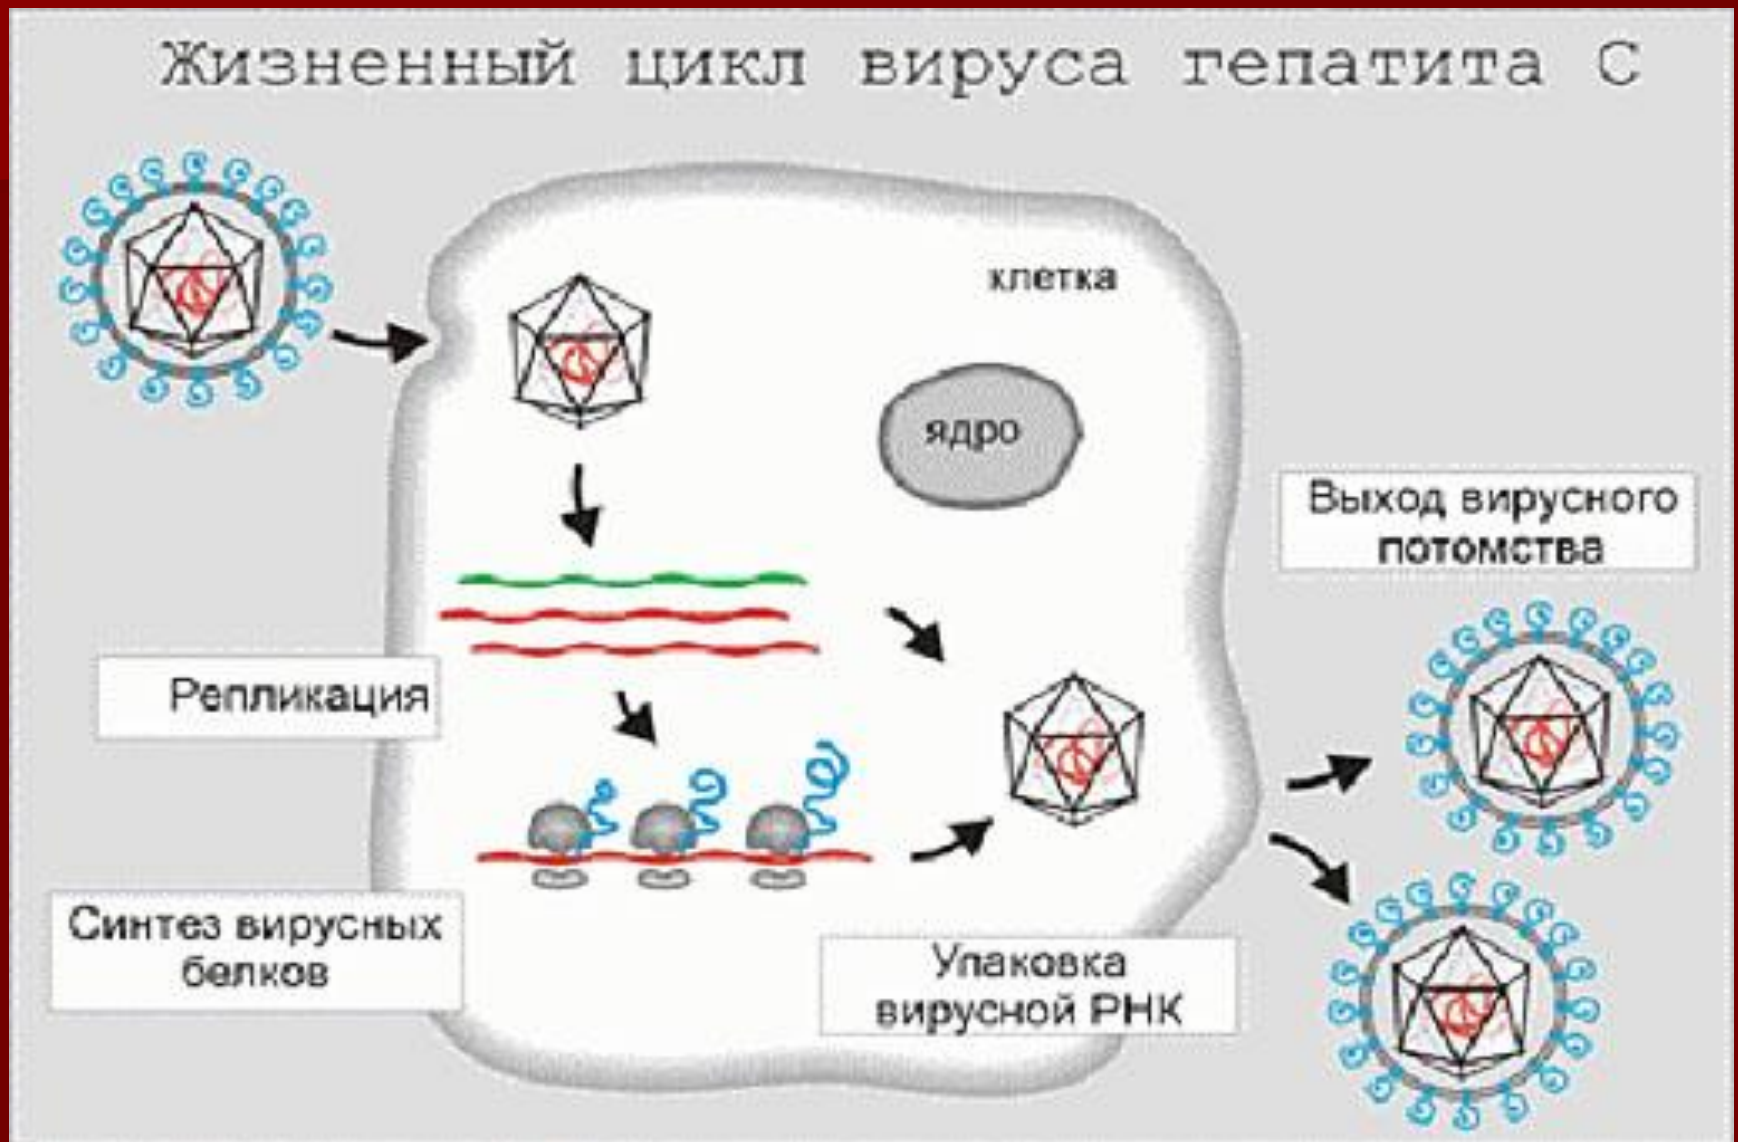 Жизненный цикл вируса гепатита С
клетка
ядро
Выход вирусного
потомства
Репликация
Синтез вирусных
белков
Упаковка
вирусной РНК